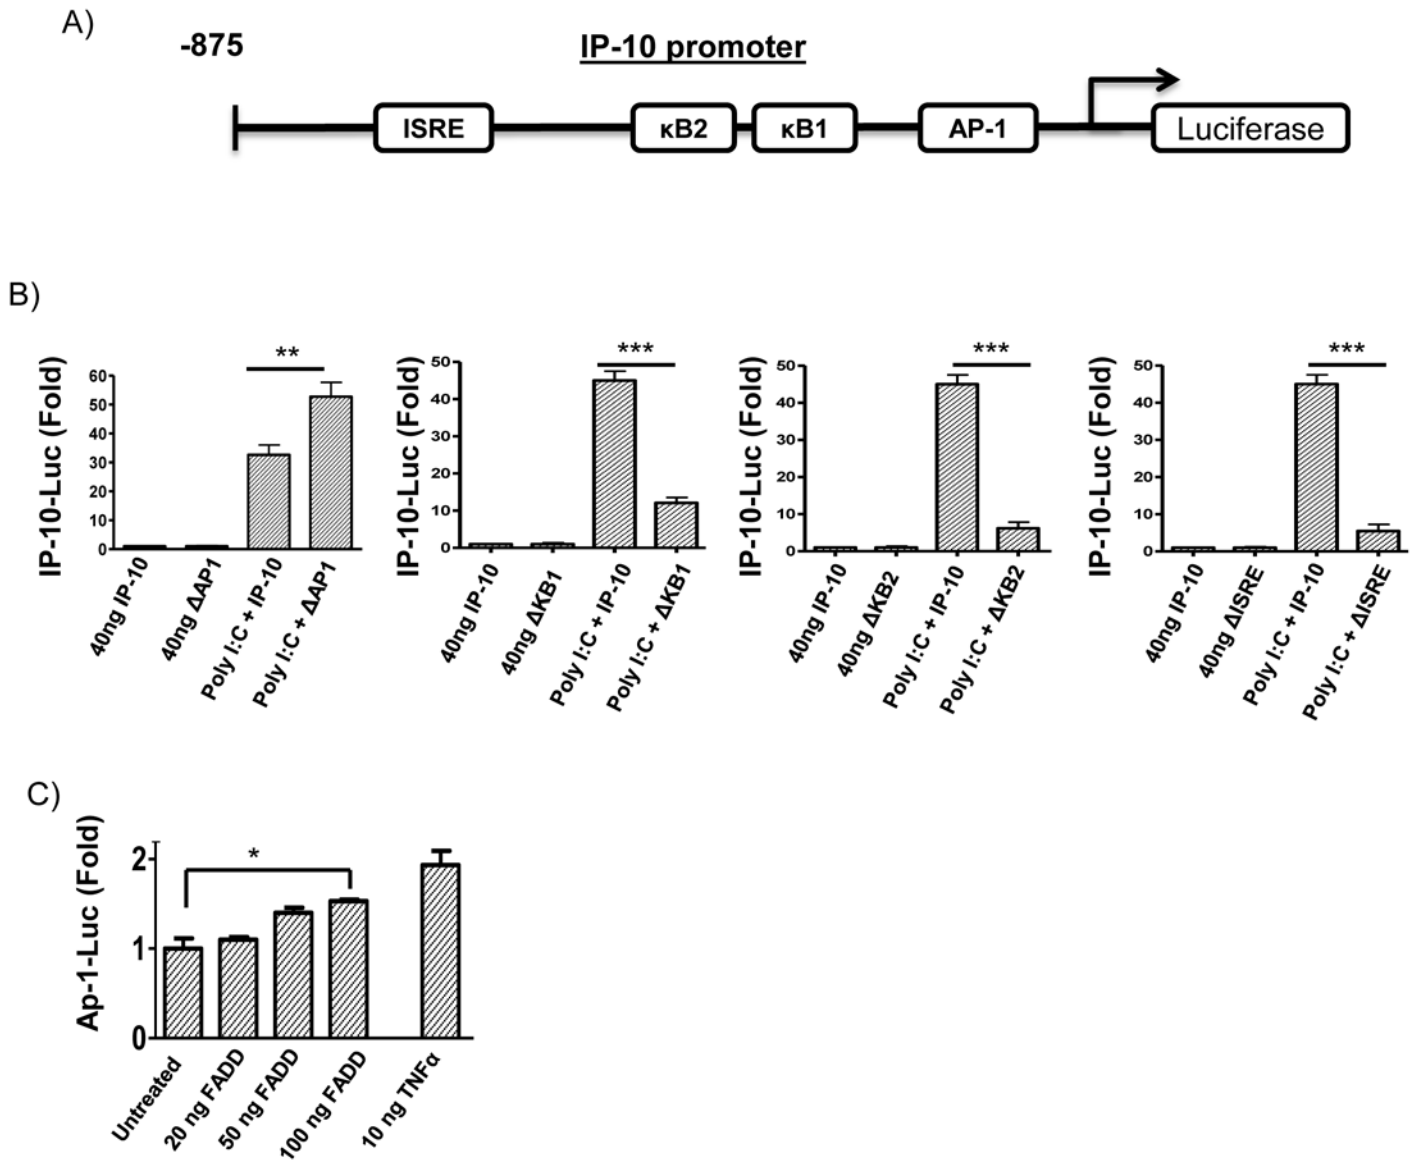 A)
-875
IP-10 promoter
ISRE
κB2
κB1
AP-1
Luciferase
B)
IP-10-Luc (Fold)
60
50
40
30
20
10
0
**
40ng IP-10
40ng ΔAP1
Poly I:C + IP-10
Poly I:C + ΔAP1
IP-10-Luc (Fold)
50
40
30
20
10
0
***
40ng IP-10
40ng ΔKB1
Poly I:C + IP-10
Poly I:C + ΔKB1
IP-10-Luc (Fold)
50
40
30
20
10
0
***
40ng IP-10
40ng ΔKB2
Poly I:C + IP-10
Poly I:C + ΔKB2
IP-10-Luc (Fold)
50
40
30
20
10
0
***
40ng IP-10
40ng ΔISRE
Poly I:C + IP-10
Poly I:C + ΔISRE
C)
Ap-1-Luc (Fold)
2
1
0
*
Untreated
20 ng FADD
50 ng FADD
100 ng FADD
10 ng TNFα